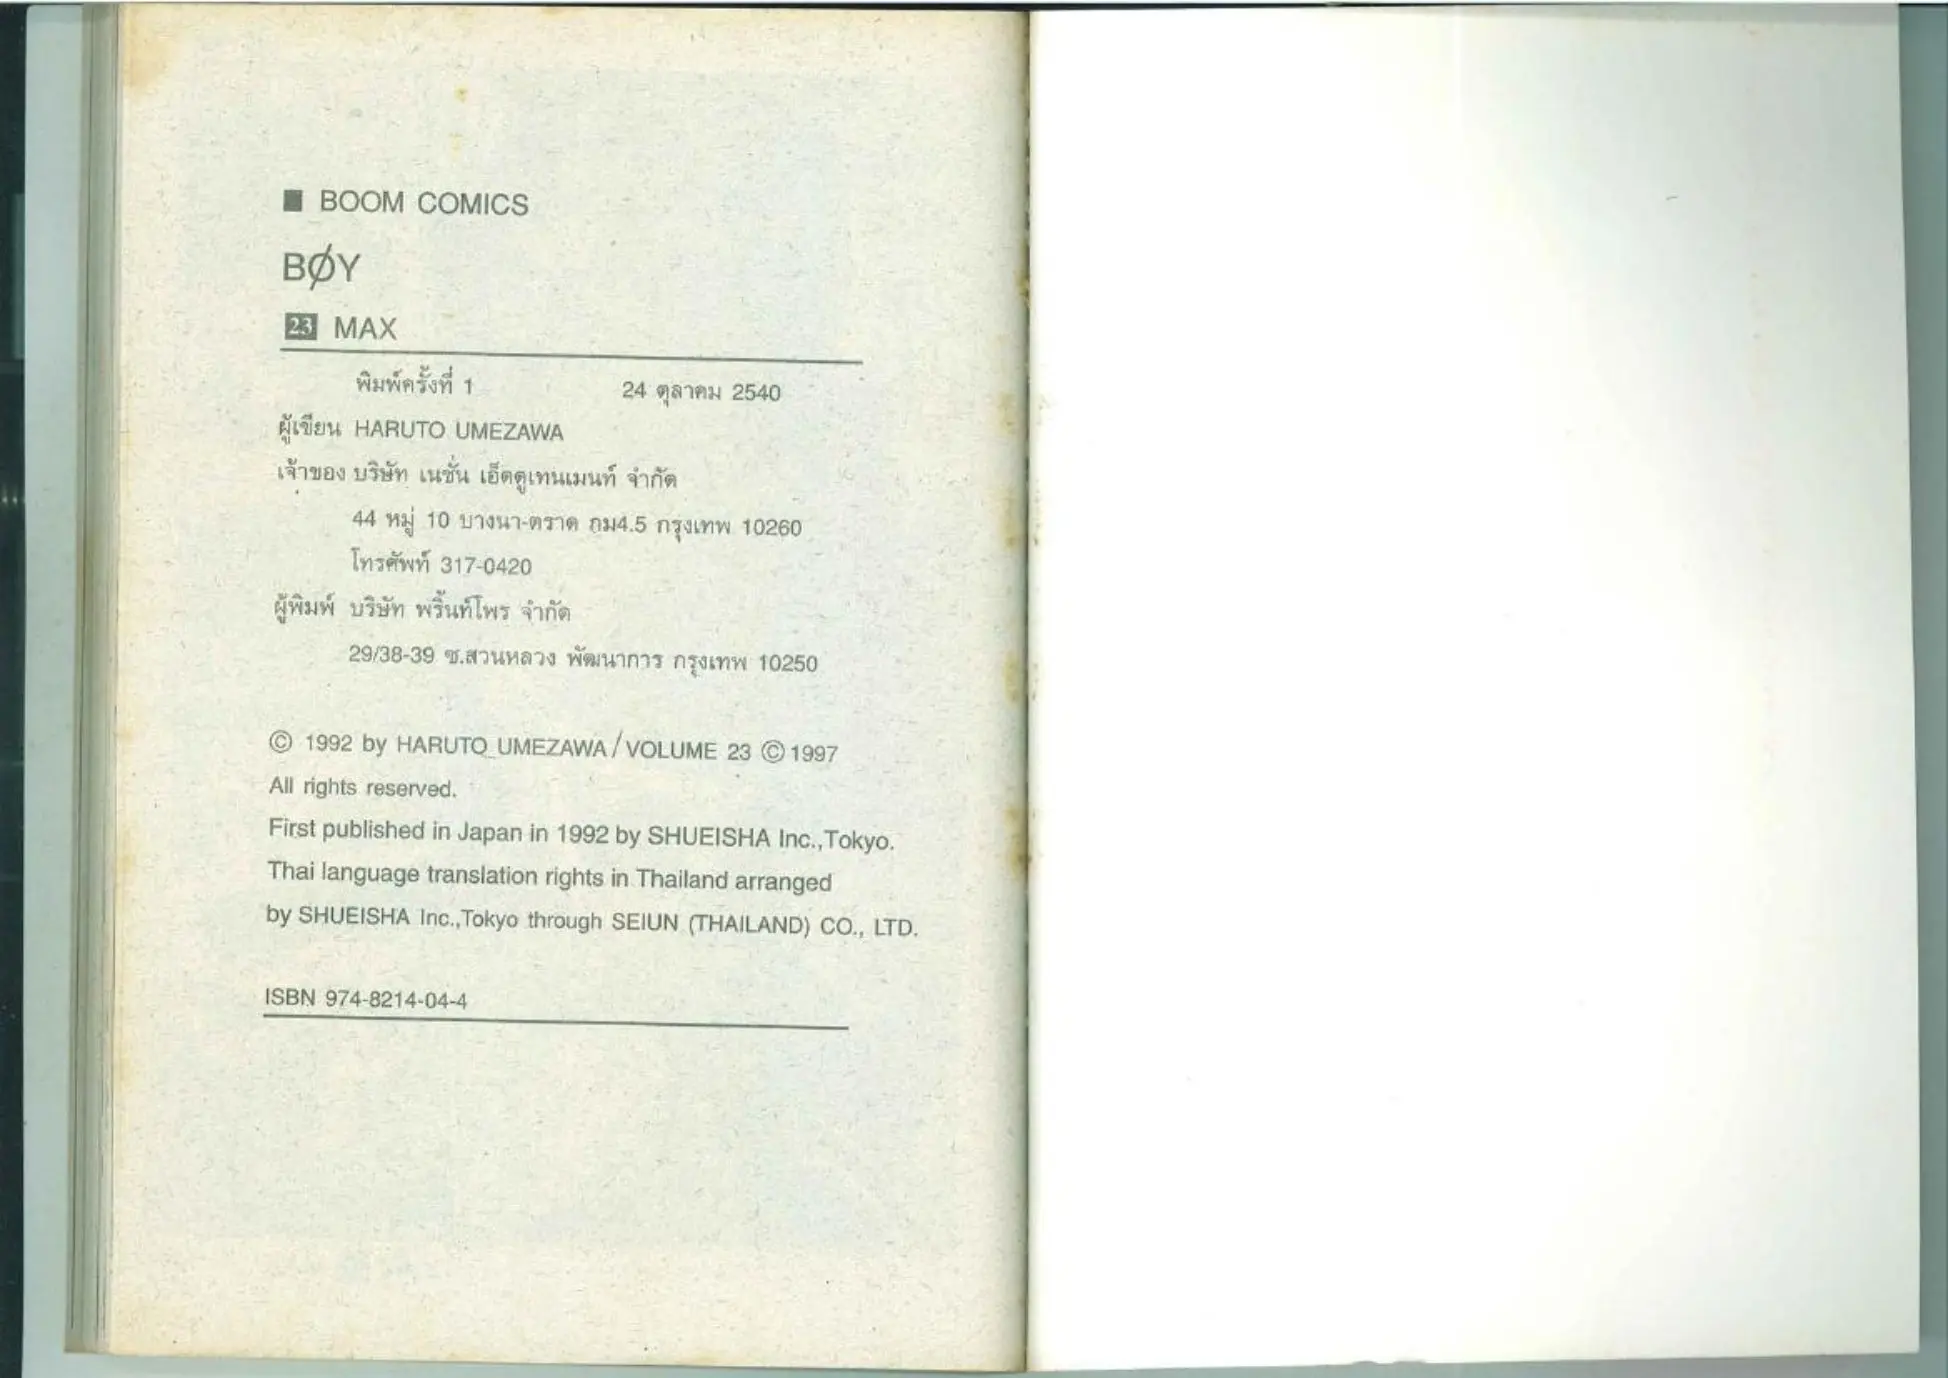 ■ BOOM COMICS
BØY
23 MAX
พิมพ์ครั้งที่ 1 24 ตุลาคม 2540
ผู้เขียน HARUTO UMEZAWA
เจ้าของ บริษัท เนชั่น เอ็ดดูเทนเมนท์ จำกัด
44 หมู่ 10 บางนา-ตราด กม4.5 กรุงเทพ 10260
โทรศัพท์ 317-0420
ผู้พิมพ์ บริษัท พริ้นท์โพร จำกัด
29/38-39 ซ.สวนหลวง พัฒนาการ กรุงเทพ 10250
© 1992 by HARUTO UMEZAWA/VOLUME 23 © 1997
All rights reserved.
First published in Japan in 1992 by SHUEISHA Inc.,Tokyo.
Thai language translation rights in Thailand arranged
by SHUEISHA Inc.,Tokyo through SEIUN (THAILAND) CO., LTD.
ISBN 974-8214-04-4